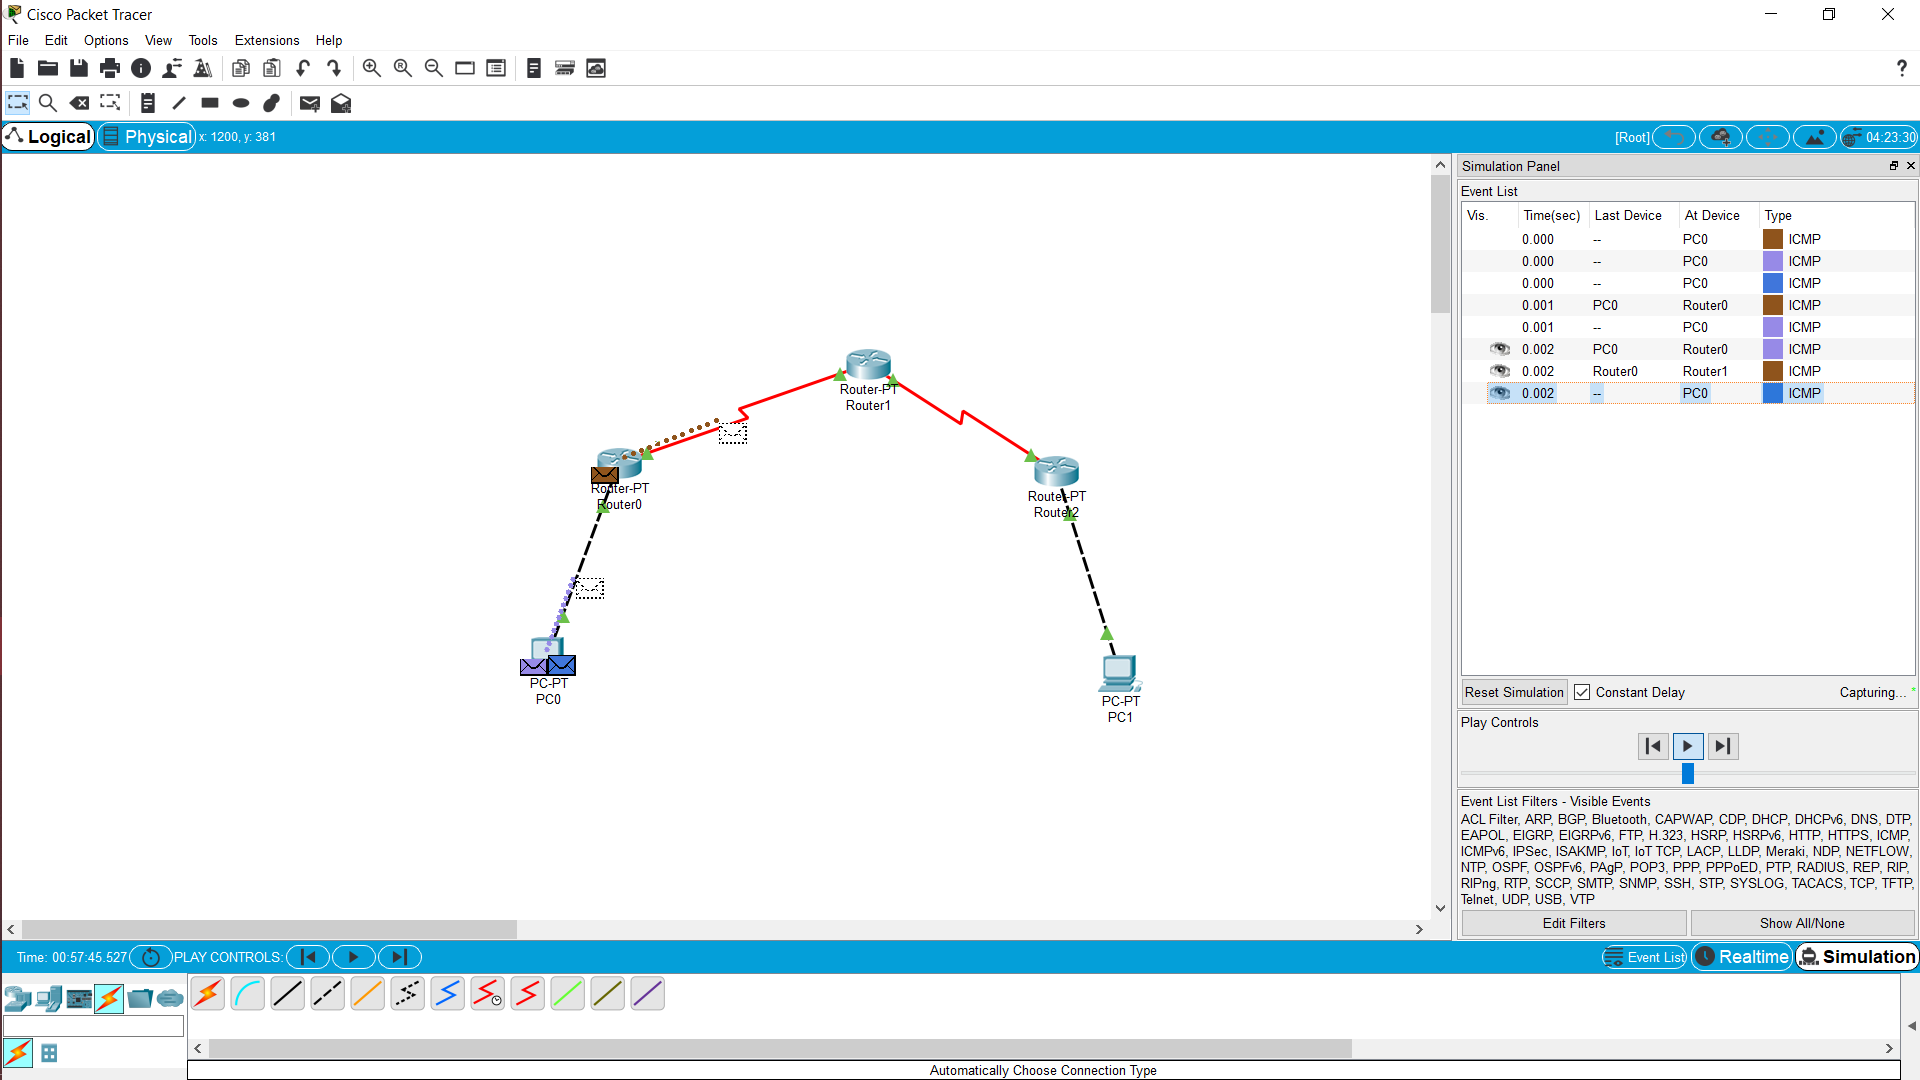 Cisco Packet Tracer
File Edit Options View Tools Extensions Help
?
Logical Physical x: 1200, y: 381 [Root] 04:23:30
Simulation Panel
Event List
Vis. Time(sec) Last Device At Device Type
0.000 -- PC0 ICMP
0.000 -- PC0 ICMP
0.000 -- PC0 ICMP
0.001 PC0 Router0 ICMP
0.001 -- PC0 ICMP
0.002 PC0 Router0 ICMP
0.002 Router0 Router1 ICMP
0.002 -- PC0 ICMP
Router-PT
Router1
Router-PT
Router0
Router-PT
Router2
PC-PT
PC0
PC-PT
PC1
Reset Simulation Constant Delay Capturing...
Play Controls
Event List Filters - Visible Events
ACL Filter, ARP, BGP, Bluetooth, CAPWAP, CDP, DHCP, DHCPv6, DNS, DTP,
EAPOL, EIGRP, EIGRPv6, FTP, H.323, HSRP, HSRPv6, HTTP, HTTPS, ICMP,
ICMPv6, IPSec, ISAKMP, IoT, IoT TCP, LACP, LLDP, Meraki, NDP, NETFLOW,
NTP, OSPF, OSPFv6, PAgP, POP3, PPP, PPPoED, PTP, RADIUS, REP, RIP,
RIPng, RTP, SCCP, SMTP, SNMP, SSH, STP, SYSLOG, TACACS, TCP, TFTP,
Telnet, UDP, USB, VTP
Edit Filters Show All/None
Time: 00:57:45.527 PLAY CONTROLS: Event List Realtime Simulation
Automatically Choose Connection Type